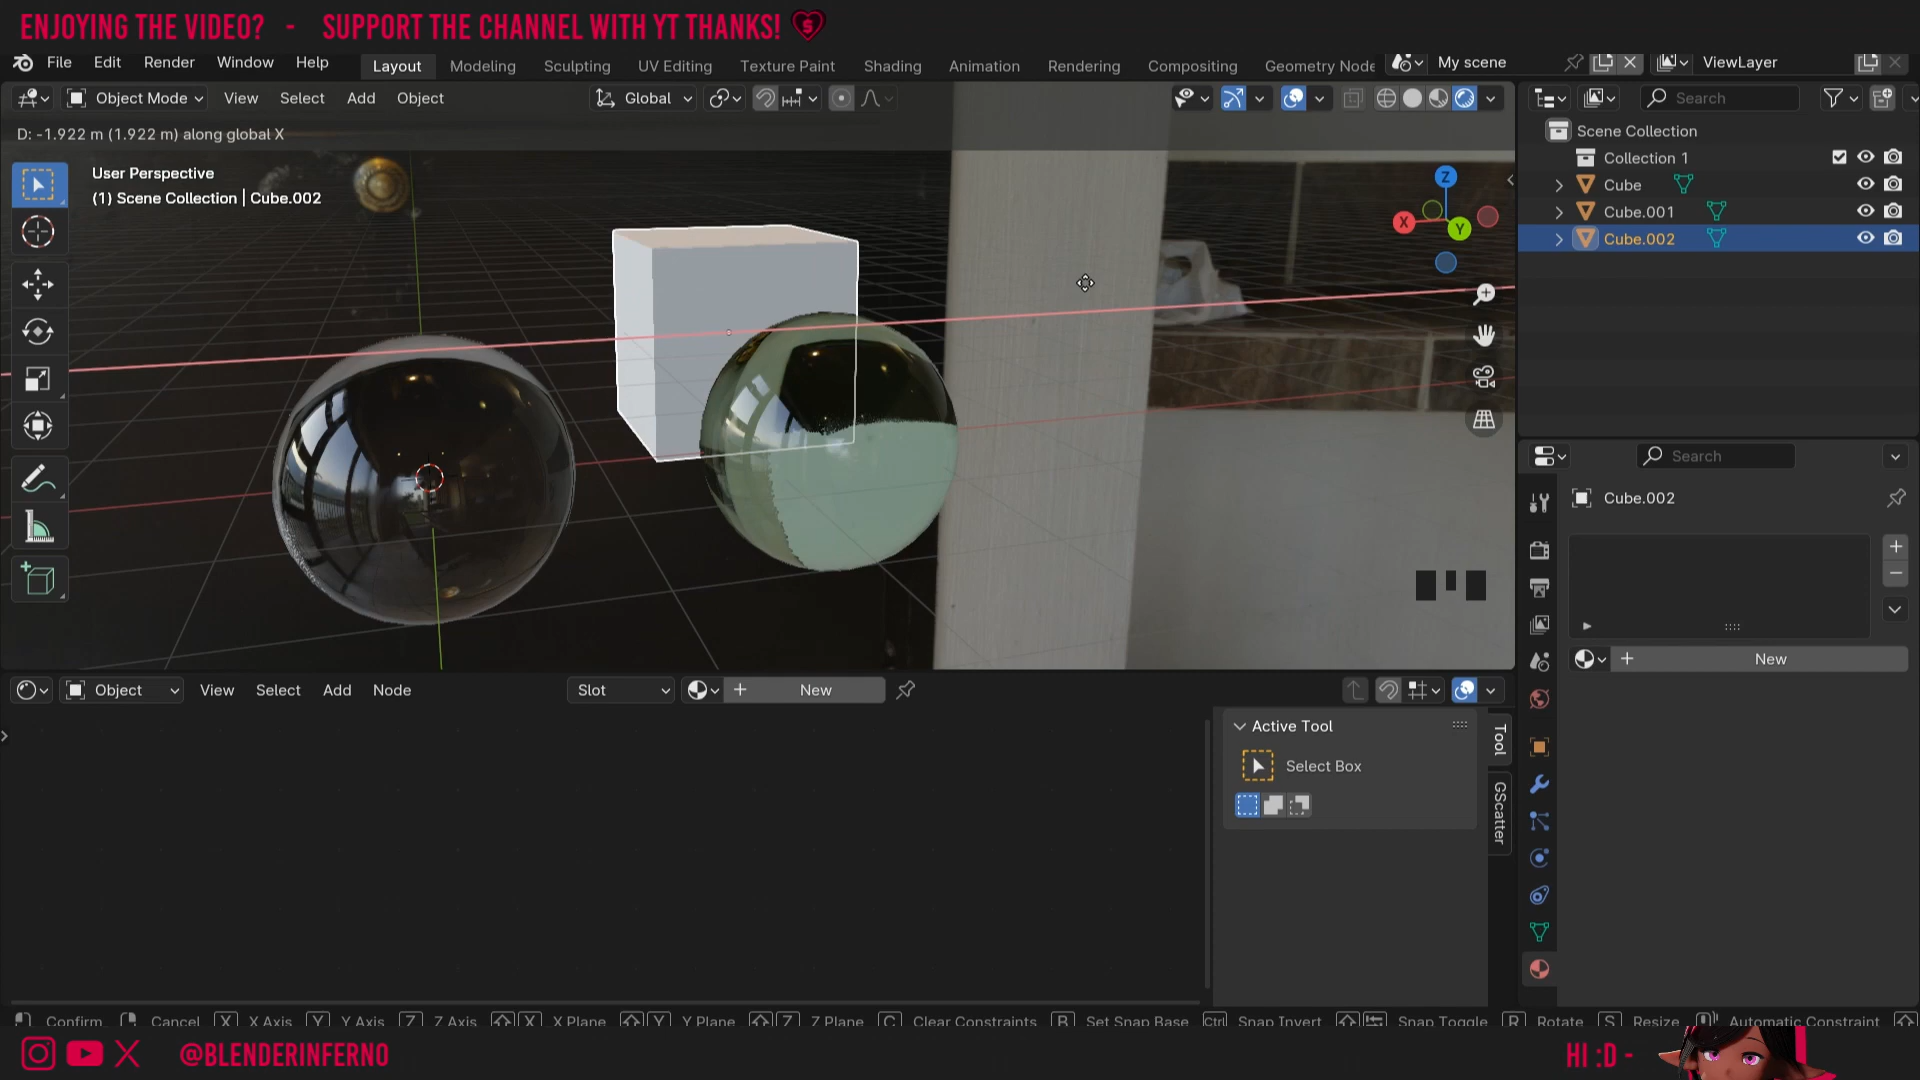 ENJOYING THE VIDEO? - SUPPORT THE CHANNEL WITH YT THANKS!
File Edit Render Window Help Layout Modeling Sculpting UV Editing Texture Paint Shading Animation Rendering Compositing Geometry Node My scene ViewLayer
Object Mode View Select Add Object Global Search
D: -1.922 m (1.922 m) along global X
User Perspective
(1) Scene Collection | Cube.002
Z
X
Y
Scene Collection
Collection 1
Cube
Cube.001
Cube.002
Search
Cube.002
New
Object View Select Add Node Slot New
Active Tool
Select Box
Tool
GScatter
Confirm Cancel X X Axis Y Y Axis Z Z Axis X X Plane Y Y Plane Z Z Plane C Clear Constraints B Set Snap Base Ctrl Snap Invert Snap Toggle R Rotate S Resize Automatic Constraint
@BLENDERINFERNO
HI :D -